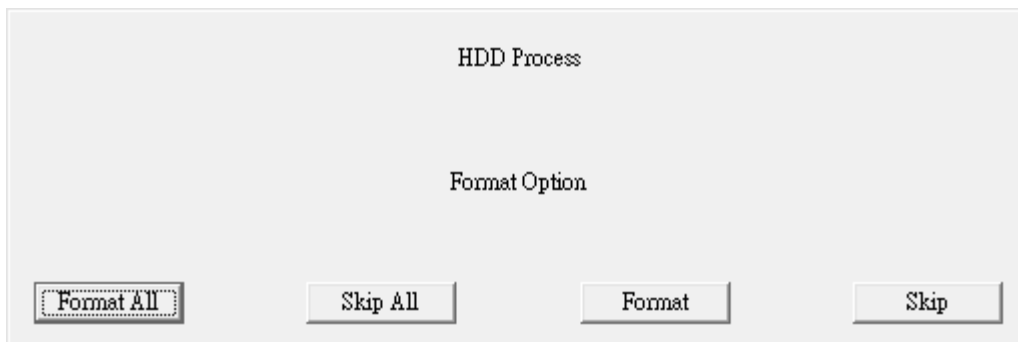 HDD Process
Format Option
Format All Skip All Format Skip